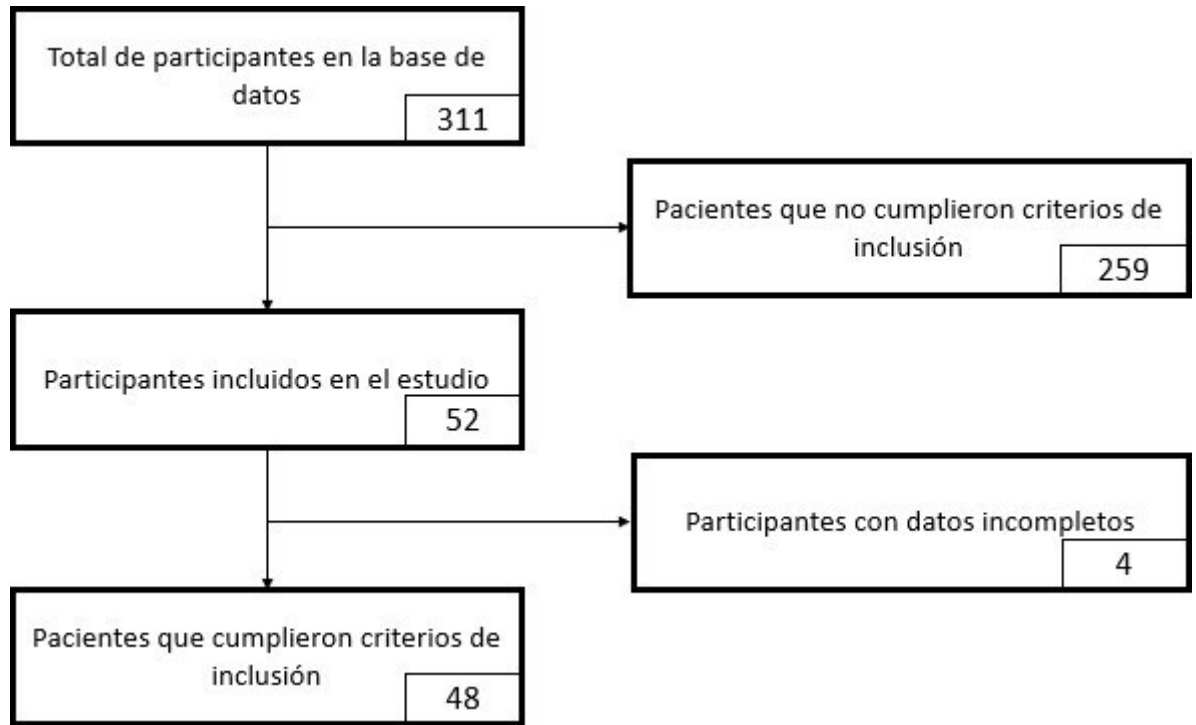 Total de participantes en la base de
datos
311
Pacientes que no cumplieron criterios de
inclusión
259
Participantes incluidos en el estudio
52
Participantes con datos incompletos
4
Pacientes que cumplieron criterios de
inclusión
48